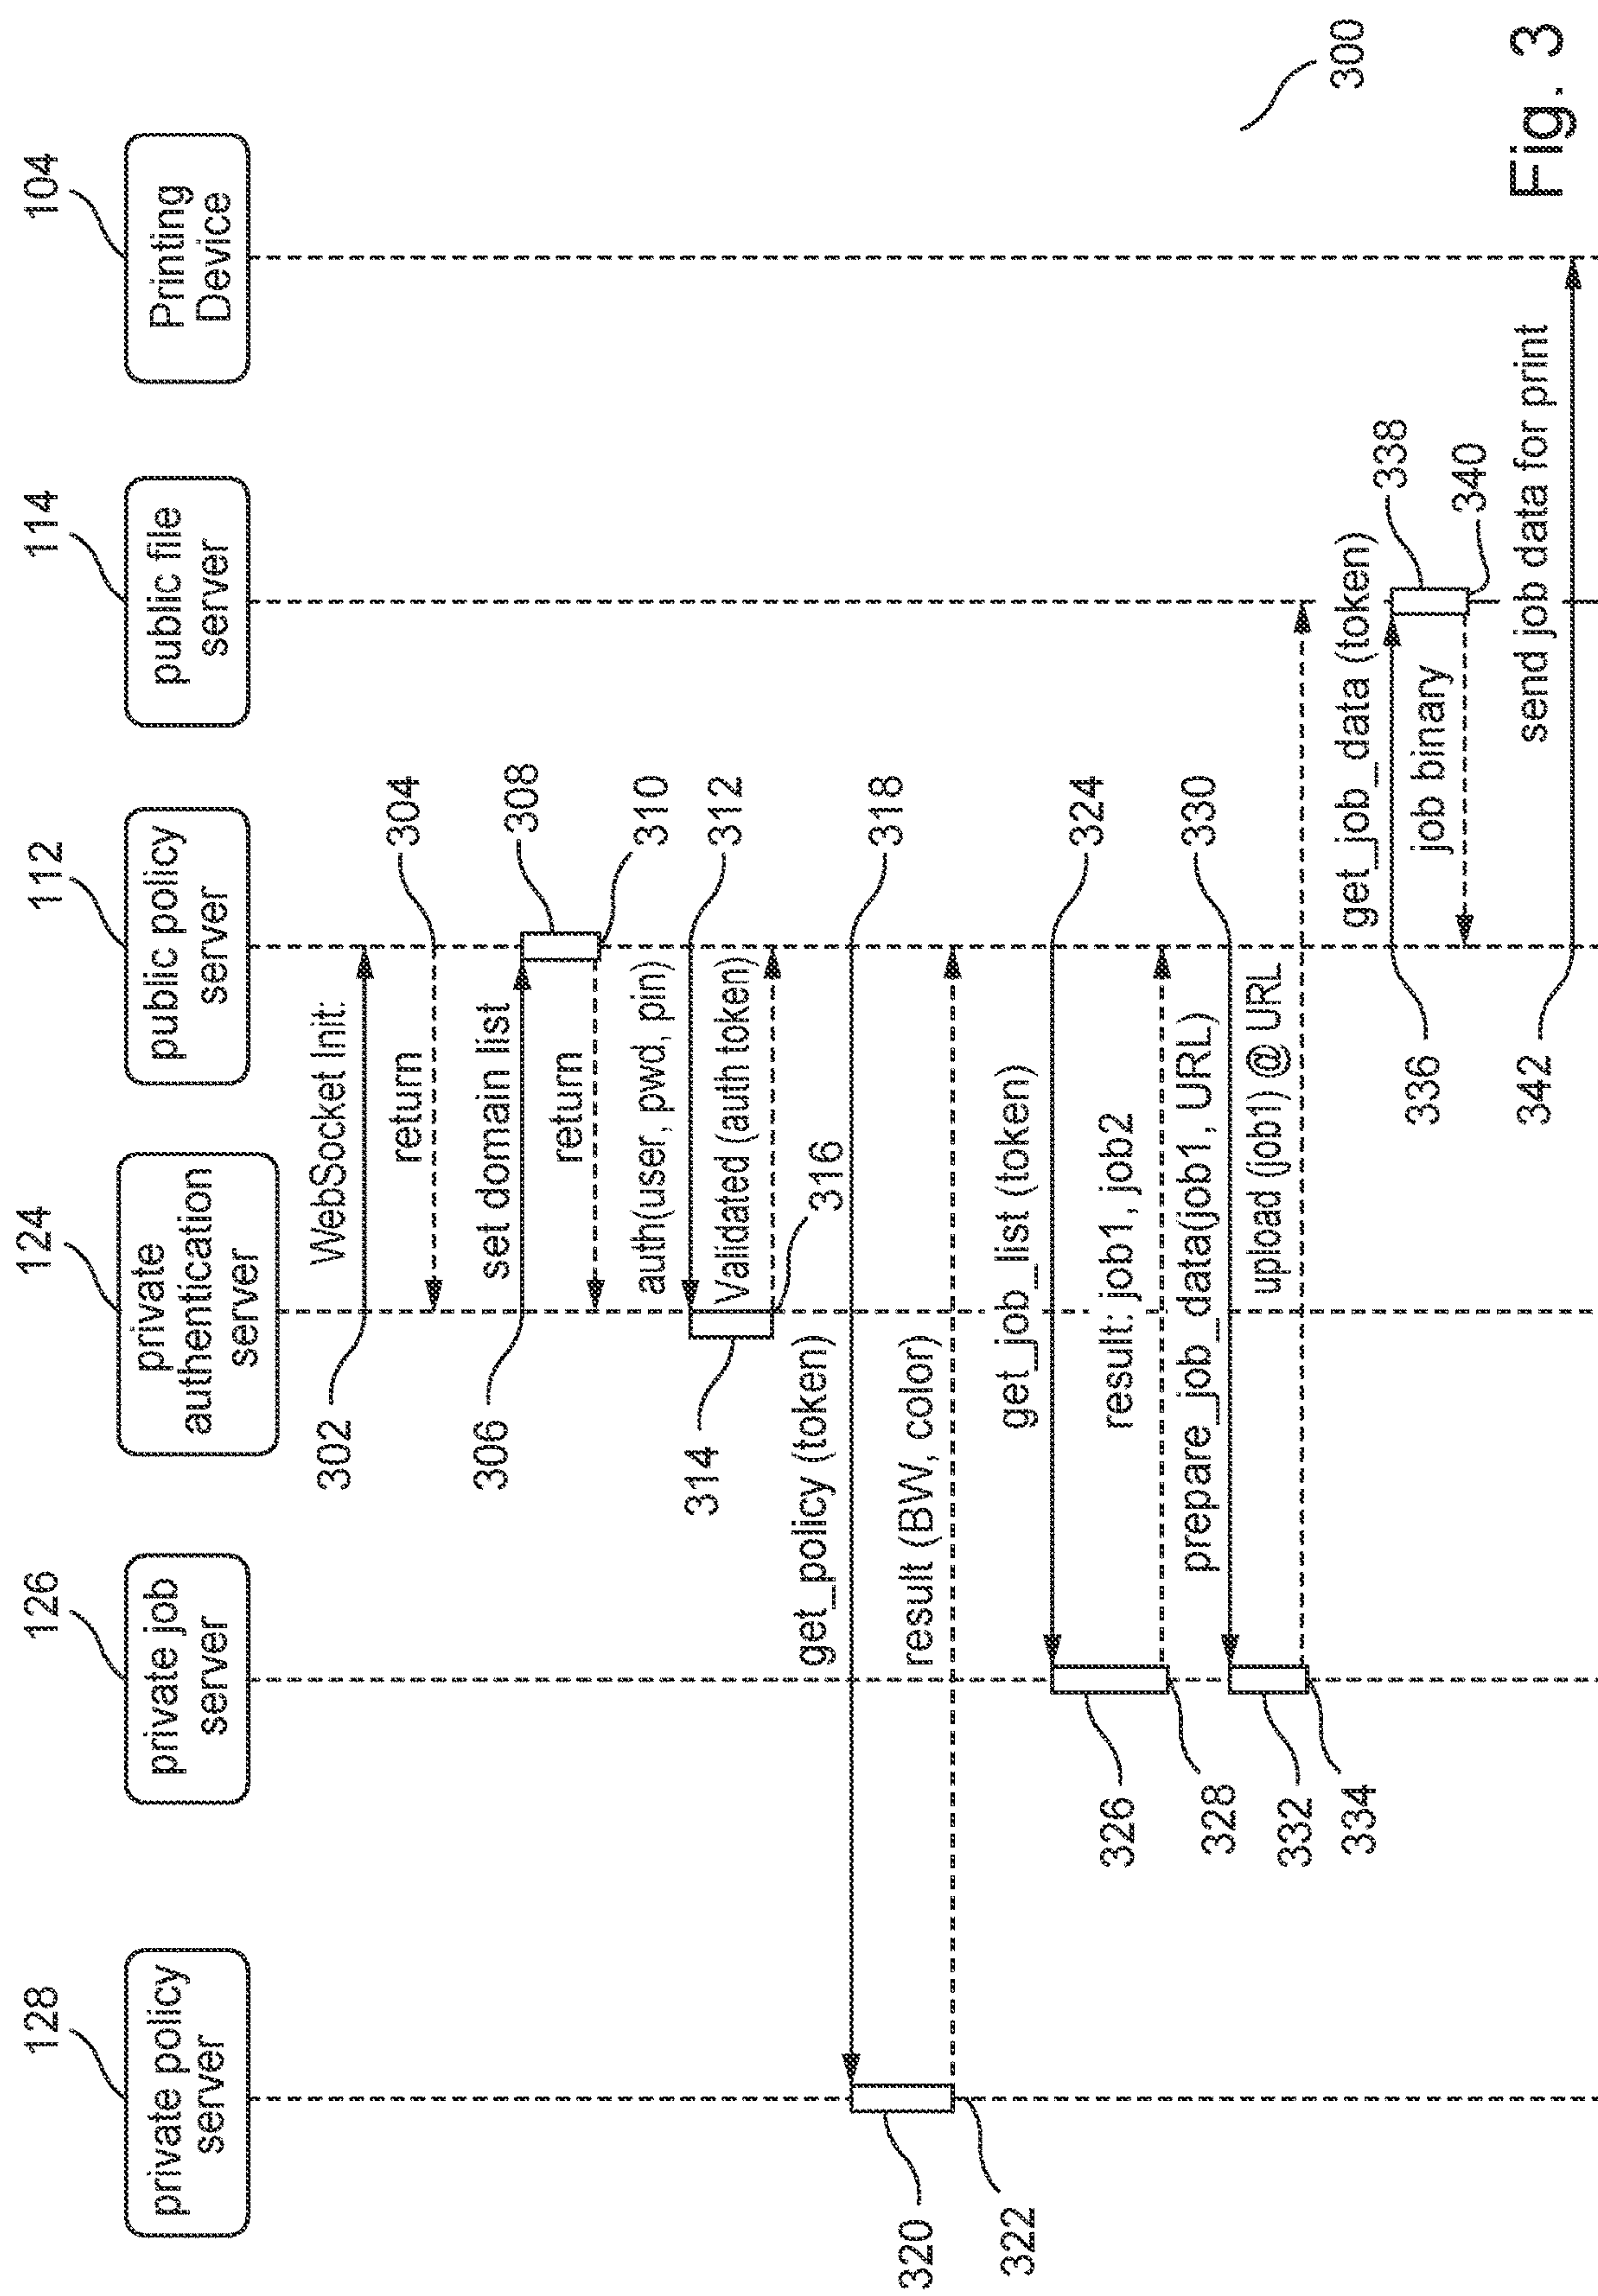 128
126
124
112
114
104
private policy
server
private job
server
private
authentication
server
public policy
server
public file
server
Printing
Device
302
WebSocket Init:
return
304
306
set domain list
308
return
310
auth(user, pwd, pin)
312
314
Validated (auth token)
316
get_policy (token)
318
320
result (BW, color)
322
get_job_list (token)
324
326
result: job1, job2
328
prepare_job_data(job1, URL)
330
332
upload (job1) @ URL
334
get_job_data (token)
336
338
job binary
340
send job data for print
342
300
Fig. 3